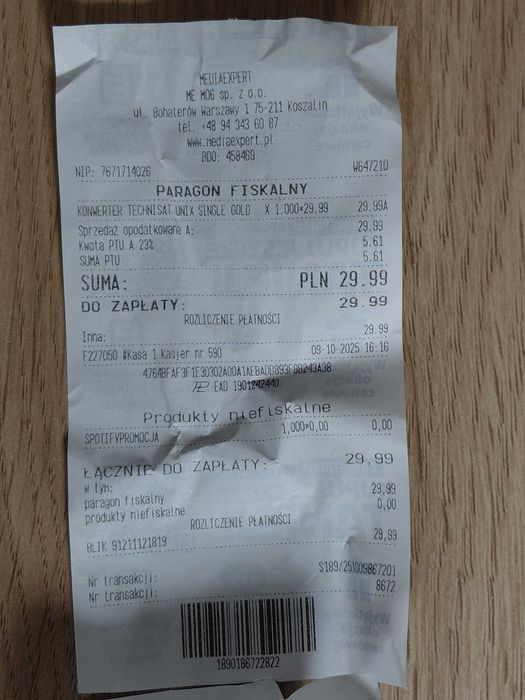 MEDIAEXPERT
ME M06 sp. z o.o.
ul. Bohaterów Warszawy 1 75-211 Koszalin
tel. +48 94 343 60 87
www.mediaexpert.pl
BDO: 458469
NIP: 7671714026 W647210
PARAGON FISKALNY
KONWERTER TECHNISAT UNIX SINGLE GOLD X 1.000*29.99 29.99A
Sprzedaż opodatkowana A: 29.99
Kwota PTU A 23% 5.61
SUMA PTU 5.61
SUMA: PLN 29.99
DO ZAPŁATY: 29.99
ROZLICZENIE PŁATNOŚCI
Inna: 29.99
F227050 #Kasa 1 Kasjer nr 590 09-10-2025 16:16
EAD 1901242440
Produkty niefiskalne
SPOTIFYPROMOCJA 1,000*0,00 0,00
ŁĄCZNIE DO ZAPŁATY: 29,99
w tym:
paragon fiskalny 29,99
produkty niefiskalne 0,00
ROZLICZENIE PŁATNOŚCI
BLIK 91211121819 29,99
Nr transakcji: S189/251009867201
Nr transakcji: 8672
1890186722822